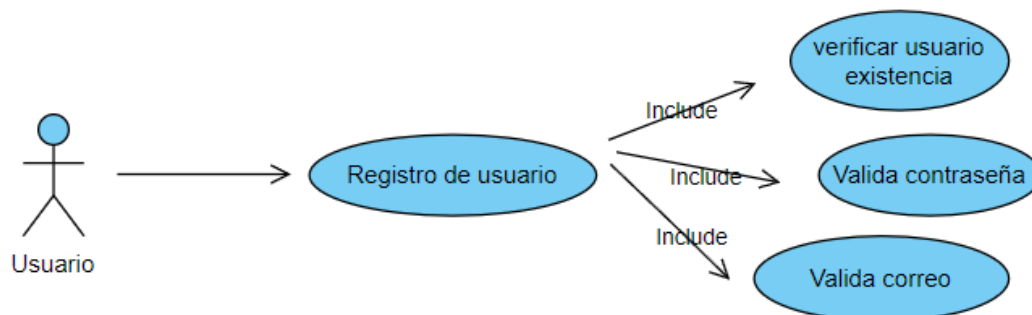 verificar usuario
existencia
Include
Usuario
Registro de usuario
Include
Valida contraseña
Include
Valida correo